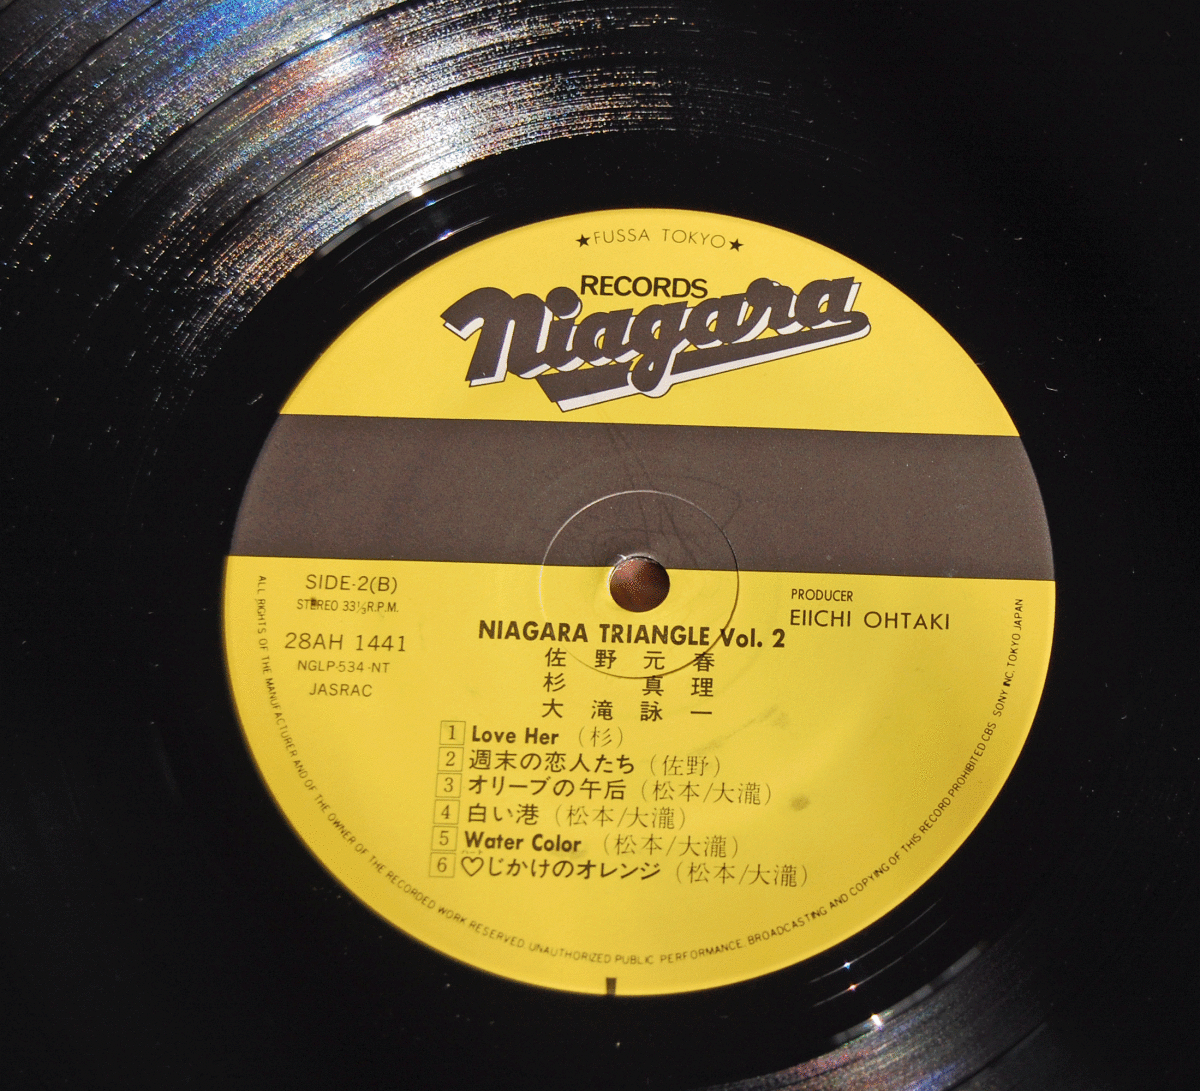 ★FUSSA TOKYO★
RECORDS
Niagara
SIDE-2(B)
STEREO 33⅓R.P.M.
28AH 1441
NGLP-534-NT
JASRAC
PRODUCER
EIICHI OHTAKI
NIAGARA TRIANGLE Vol. 2
佐野元春
杉真理
大滝詠一
1 Love Her (杉)
2 週末の恋人たち (佐野)
3 オリーブの午后 (松本/大瀧)
4 白い港 (松本/大瀧)
5 Water Color (松本/大瀧)
6 ♡じかけのオレンジ (松本/大瀧)
ALL RIGHTS OF THE MANUFACTURER AND OF THE OWNER OF THE RECORDED WORK RESERVED. UNAUTHORIZED PUBLIC PERFORMANCE. BROADCASTING AND COPYING OF THIS RECORD PROHIBITED CBS SONY INC. TOKYO JAPAN